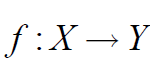 f : X → Y